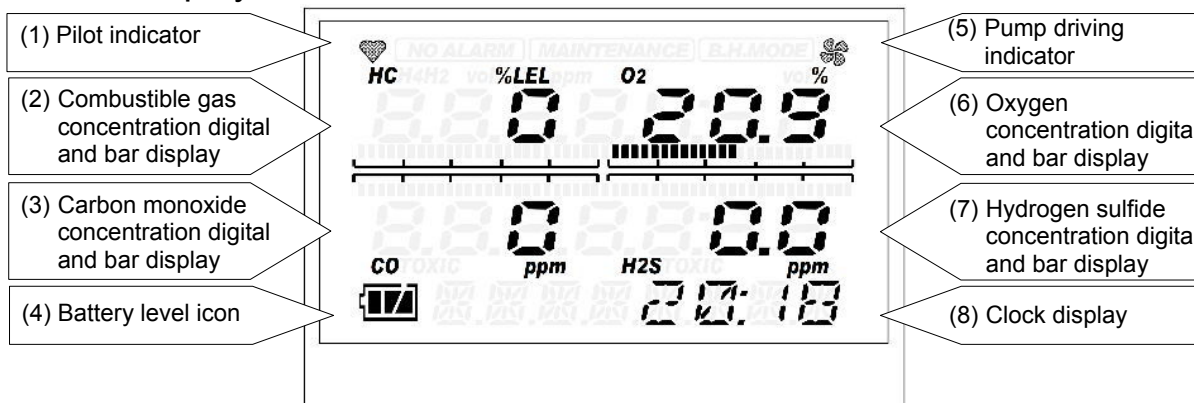 (1) Pilot indicator
(2) Combustible gas
concentration digital
and bar display
(3) Carbon monoxide
concentration digital
and bar display
(4) Battery level icon
NO ALARM MAINTENANCE B.H.MODE
HC %LEL O2 vol %
0 20.9
0 0.0
CO TOXIC ppm H2S TOXIC ppm
20:18
(5) Pump driving
indicator
(6) Oxygen
concentration digita
and bar display
(7) Hydrogen sulfide
concentration digita
and bar display
(8) Clock display